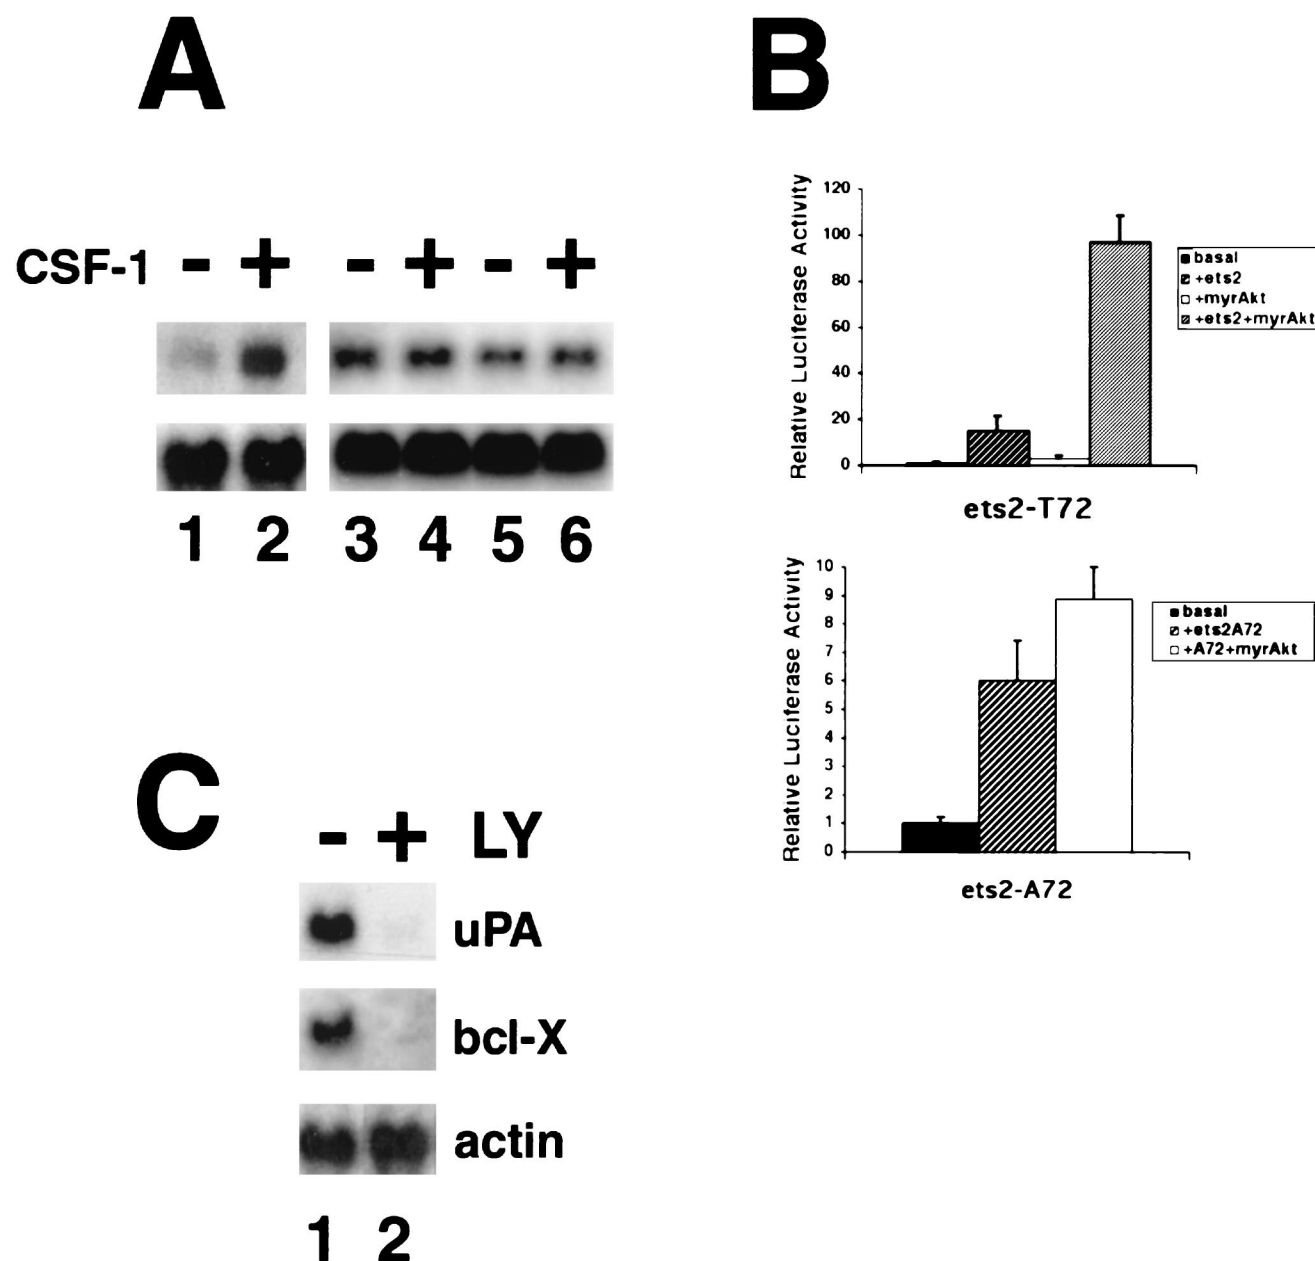 A
CSF-1 - + - + - +
1 2 3 4 5 6
B
Relative Luciferase Activity
120
100
80
60
40
20
0
basal
+ets2
+myrAkt
+ets2+myrAkt
ets2-T72
Relative Luciferase Activity
10
9
8
7
6
5
4
3
2
1
0
basal
+ets2A72
+A72+myrAkt
ets2-A72
C
- + LY
uPA
bcl-X
actin
1 2